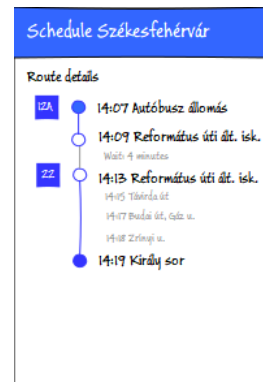 Schedule Székesfehérvár
Route details
12A
14:07 Autóbusz állomás
14:09 Református úti ált. isk.
Wait: 4 minutes
22
14:13 Református úti ált. isk.
14:15 Távirda út
14:17 Budai út, Gáz u.
14:18 Zrínyi u.
14:19 Király sor